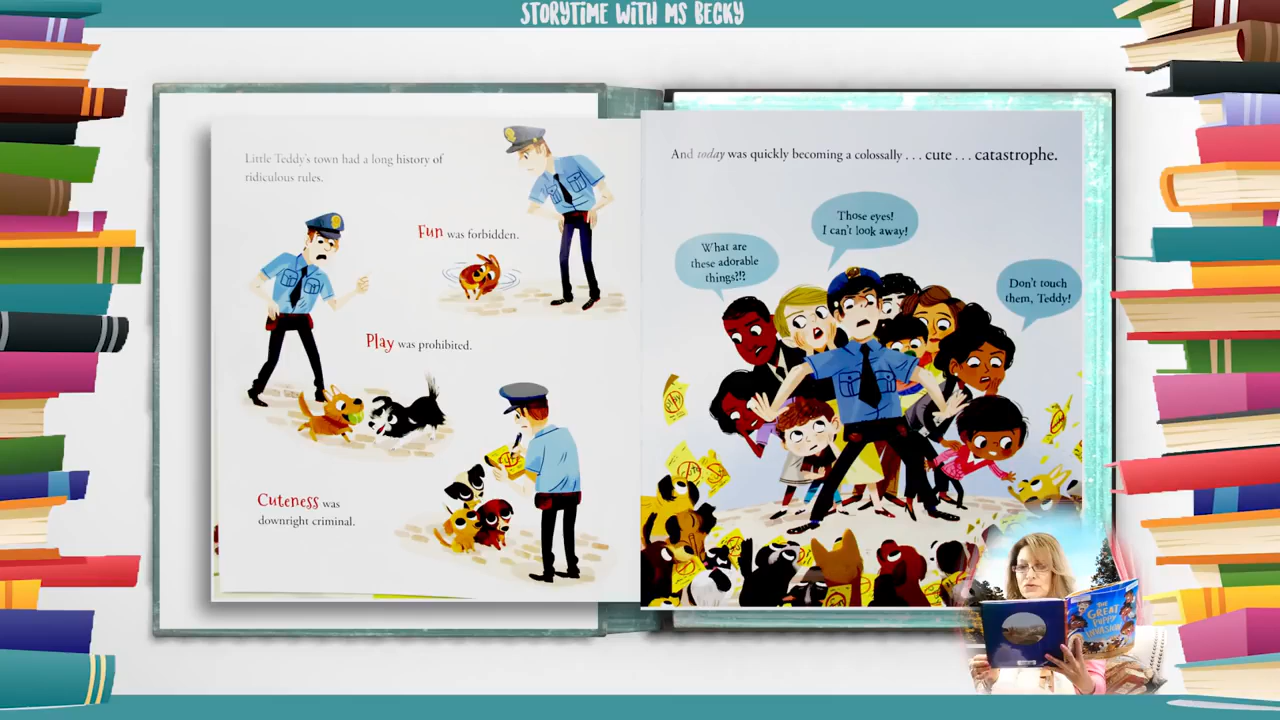 STORYTIME WITH MS BECKY
Little Teddy's town had a long history of
ridiculous rules.
Fun was forbidden.
Play was prohibited.
Cuteness was
downright criminal.
And today was quickly becoming a colossally . . . cute . . . catastrophe.
What are
these adorable
things?!?
Those eyes!
I can't look away!
Don't touch
them, Teddy!
THE
GREAT
PUPPY
INVASION